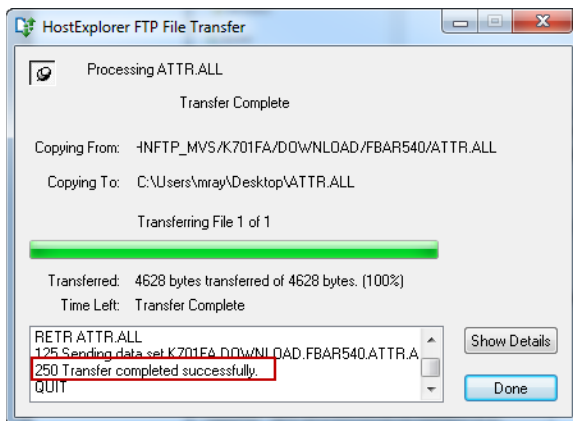 HostExplorer FTP File Transfer
Processing ATTR.ALL
Transfer Complete
Copying From: HNFTP_MVS/K701FA/DOWNLOAD/FBAR540/ATTR.ALL
Copying To: C:\Users\mray\Desktop\ATTR.ALL
Transferring File 1 of 1
Transferred: 4628 bytes transferred of 4628 bytes. (100%)
Time Left: Transfer Complete
RETR ATTR.ALL
125 Sending data set K701FA.DOWNLOAD.FBAR540.ATTR.A
250 Transfer completed successfully.
QUIT
Show Details
Done